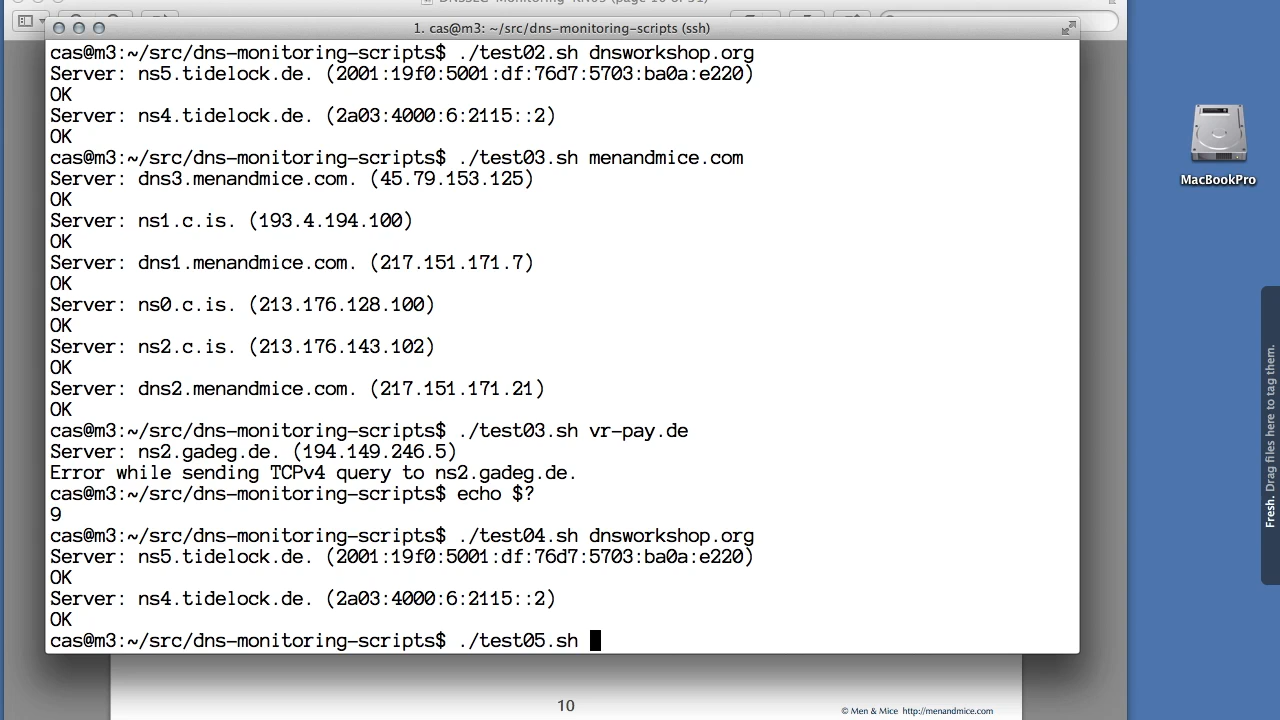 1. cas@m3: ~/src/dns-monitoring-scripts (ssh)
cas@m3:~/src/dns-monitoring-scripts$ ./test02.sh dnsworkshop.org
Server: ns5.tidelock.de. (2001:19f0:5001:df:76d7:5703:ba0a:e220)
OK
Server: ns4.tidelock.de. (2a03:4000:6:2115::2)
OK
cas@m3:~/src/dns-monitoring-scripts$ ./test03.sh menandmice.com
Server: dns3.menandmice.com. (45.79.153.125)
OK
Server: ns1.c.is. (193.4.194.100)
OK
Server: dns1.menandmice.com. (217.151.171.7)
OK
Server: ns0.c.is. (213.176.128.100)
OK
Server: ns2.c.is. (213.176.143.102)
OK
Server: dns2.menandmice.com. (217.151.171.21)
OK
cas@m3:~/src/dns-monitoring-scripts$ ./test03.sh vr-pay.de
Server: ns2.gadeg.de. (194.149.246.5)
Error while sending TCPv4 query to ns2.gadeg.de.
cas@m3:~/src/dns-monitoring-scripts$ echo $?
9
cas@m3:~/src/dns-monitoring-scripts$ ./test04.sh dnsworkshop.org
Server: ns5.tidelock.de. (2001:19f0:5001:df:76d7:5703:ba0a:e220)
OK
Server: ns4.tidelock.de. (2a03:4000:6:2115::2)
OK
cas@m3:~/src/dns-monitoring-scripts$ ./test05.sh
10
© Men & Mice http://menandmice.com
MacBookPro
Fresh. Drag files here to tag them.